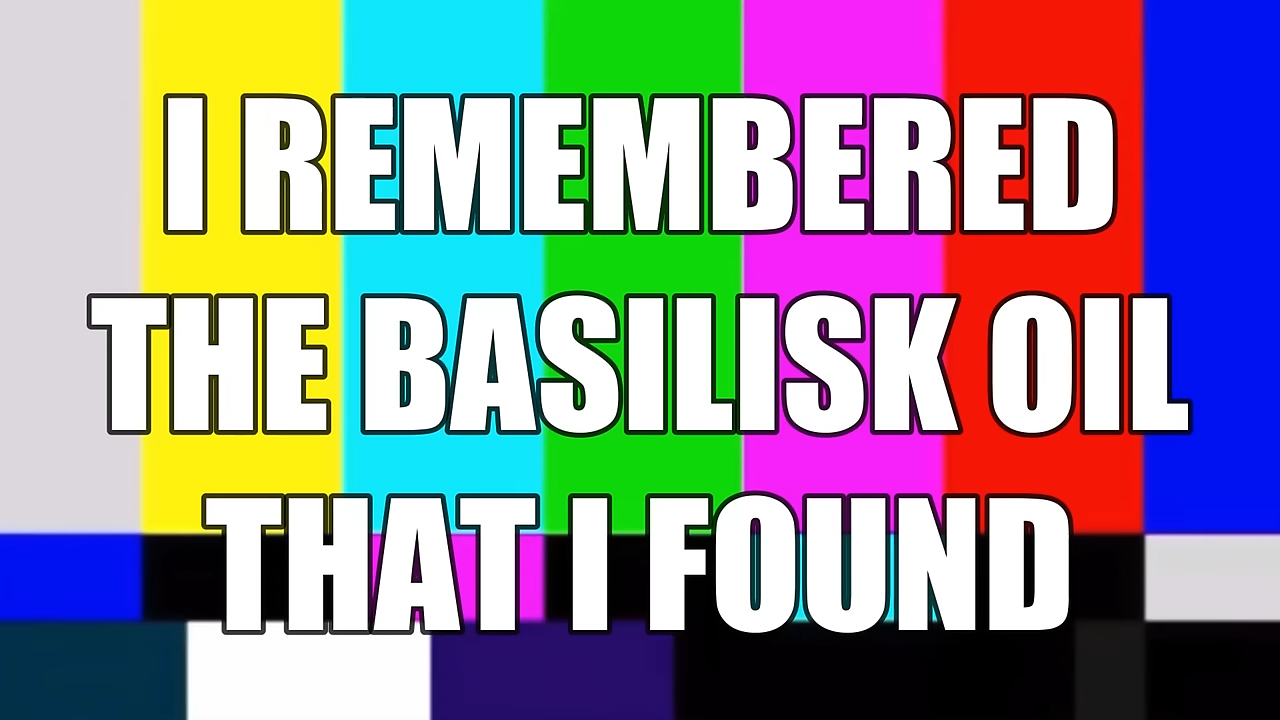 I REMEMBERED
THE BASILISK OIL
THAT I FOUND